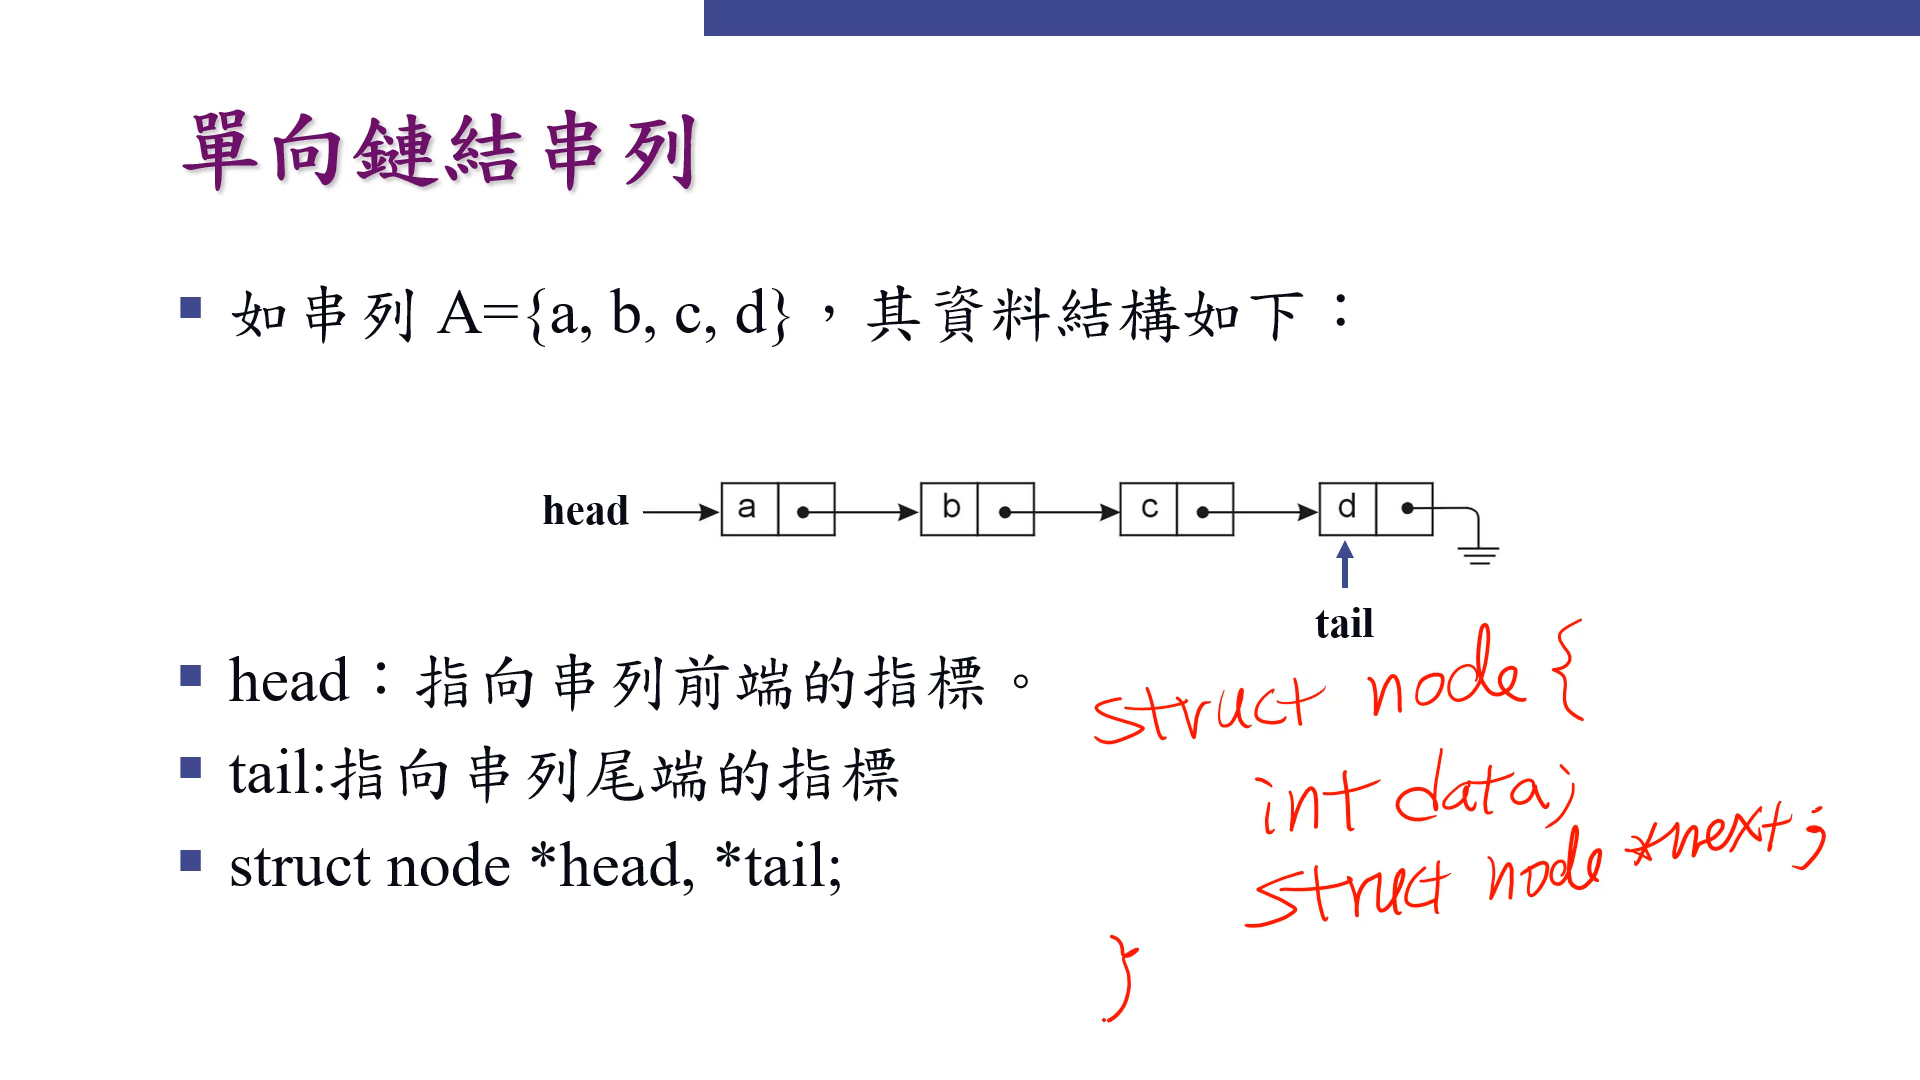 單向鏈結串列
如串列 A={a, b, c, d}，其資料結構如下：
head a b c d
tail
head：指向串列前端的指標。
tail:指向串列尾端的指標
struct node *head, *tail;
struct node {
int data;
struct node *next;
}